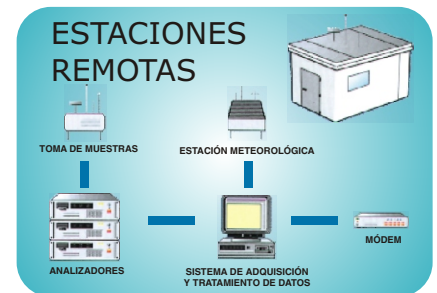 ESTACIONES
REMOTAS
TOMA DE MUESTRAS
ESTACIÓN METEOROLÓGICA
ANALIZADORES
SISTEMA DE ADQUISICIÓN
Y TRATAMIENTO DE DATOS
MÓDEM